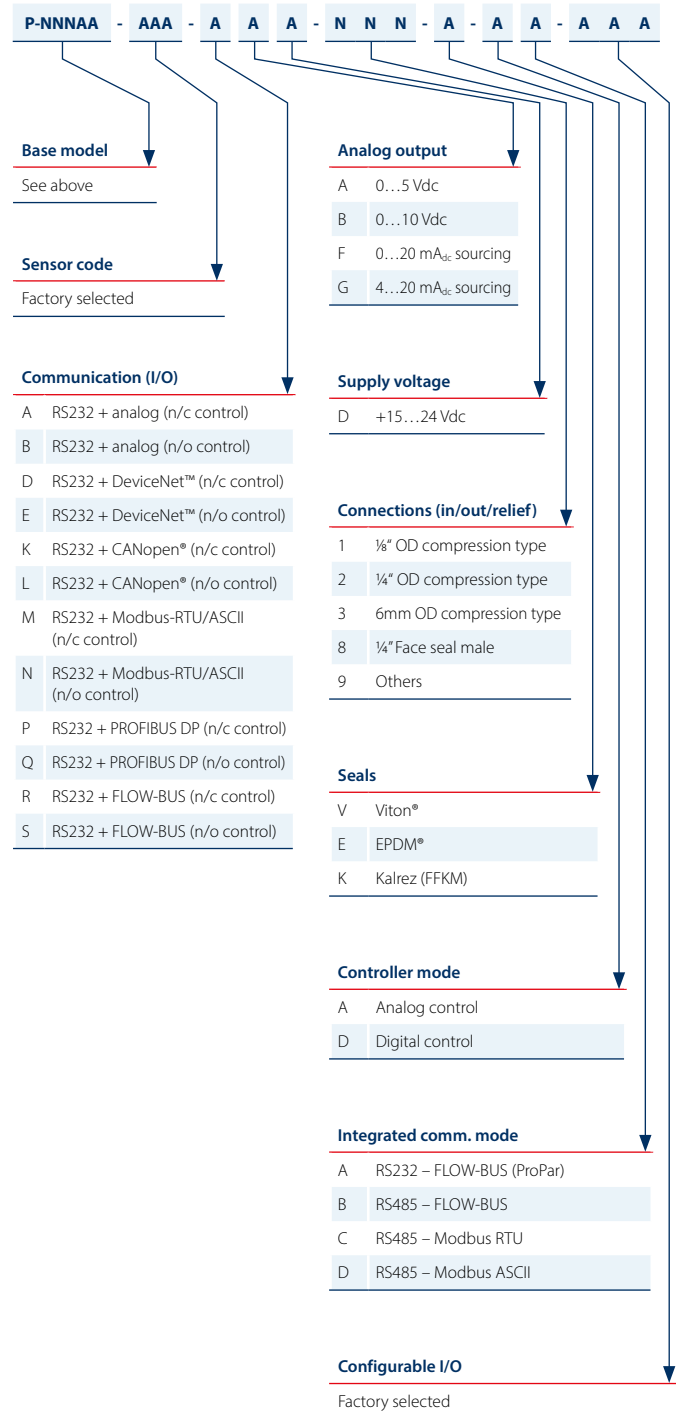 P-NNNAA - AAA - A A A - N N N - A - A A - A A A
Base model
See above
Sensor code
Factory selected
Communication (I/O)
A RS232 + analog (n/c control)
B RS232 + analog (n/o control)
D RS232 + DeviceNet™ (n/c control)
E RS232 + DeviceNet™ (n/o control)
K RS232 + CANopen® (n/c control)
L RS232 + CANopen® (n/o control)
M RS232 + Modbus-RTU/ASCII
(n/c control)
N RS232 + Modbus-RTU/ASCII
(n/o control)
P RS232 + PROFIBUS DP (n/c control)
Q RS232 + PROFIBUS DP (n/o control)
R RS232 + FLOW-BUS (n/c control)
S RS232 + FLOW-BUS (n/o control)
Analog output
A 0…5 Vdc
B 0…10 Vdc
F 0…20 mAdc sourcing
G 4…20 mAdc sourcing
Supply voltage
D +15…24 Vdc
Connections (in/out/relief)
1 ⅛“ OD compression type
2 ¼“ OD compression type
3 6mm OD compression type
8 ¼” Face seal male
9 Others
Seals
V Viton®
E EPDM®
K Kalrez (FFKM)
Controller mode
A Analog control
D Digital control
Integrated comm. mode
A RS232 – FLOW-BUS (ProPar)
B RS485 – FLOW-BUS
C RS485 – Modbus RTU
D RS485 – Modbus ASCII
Configurable I/O
Factory selected